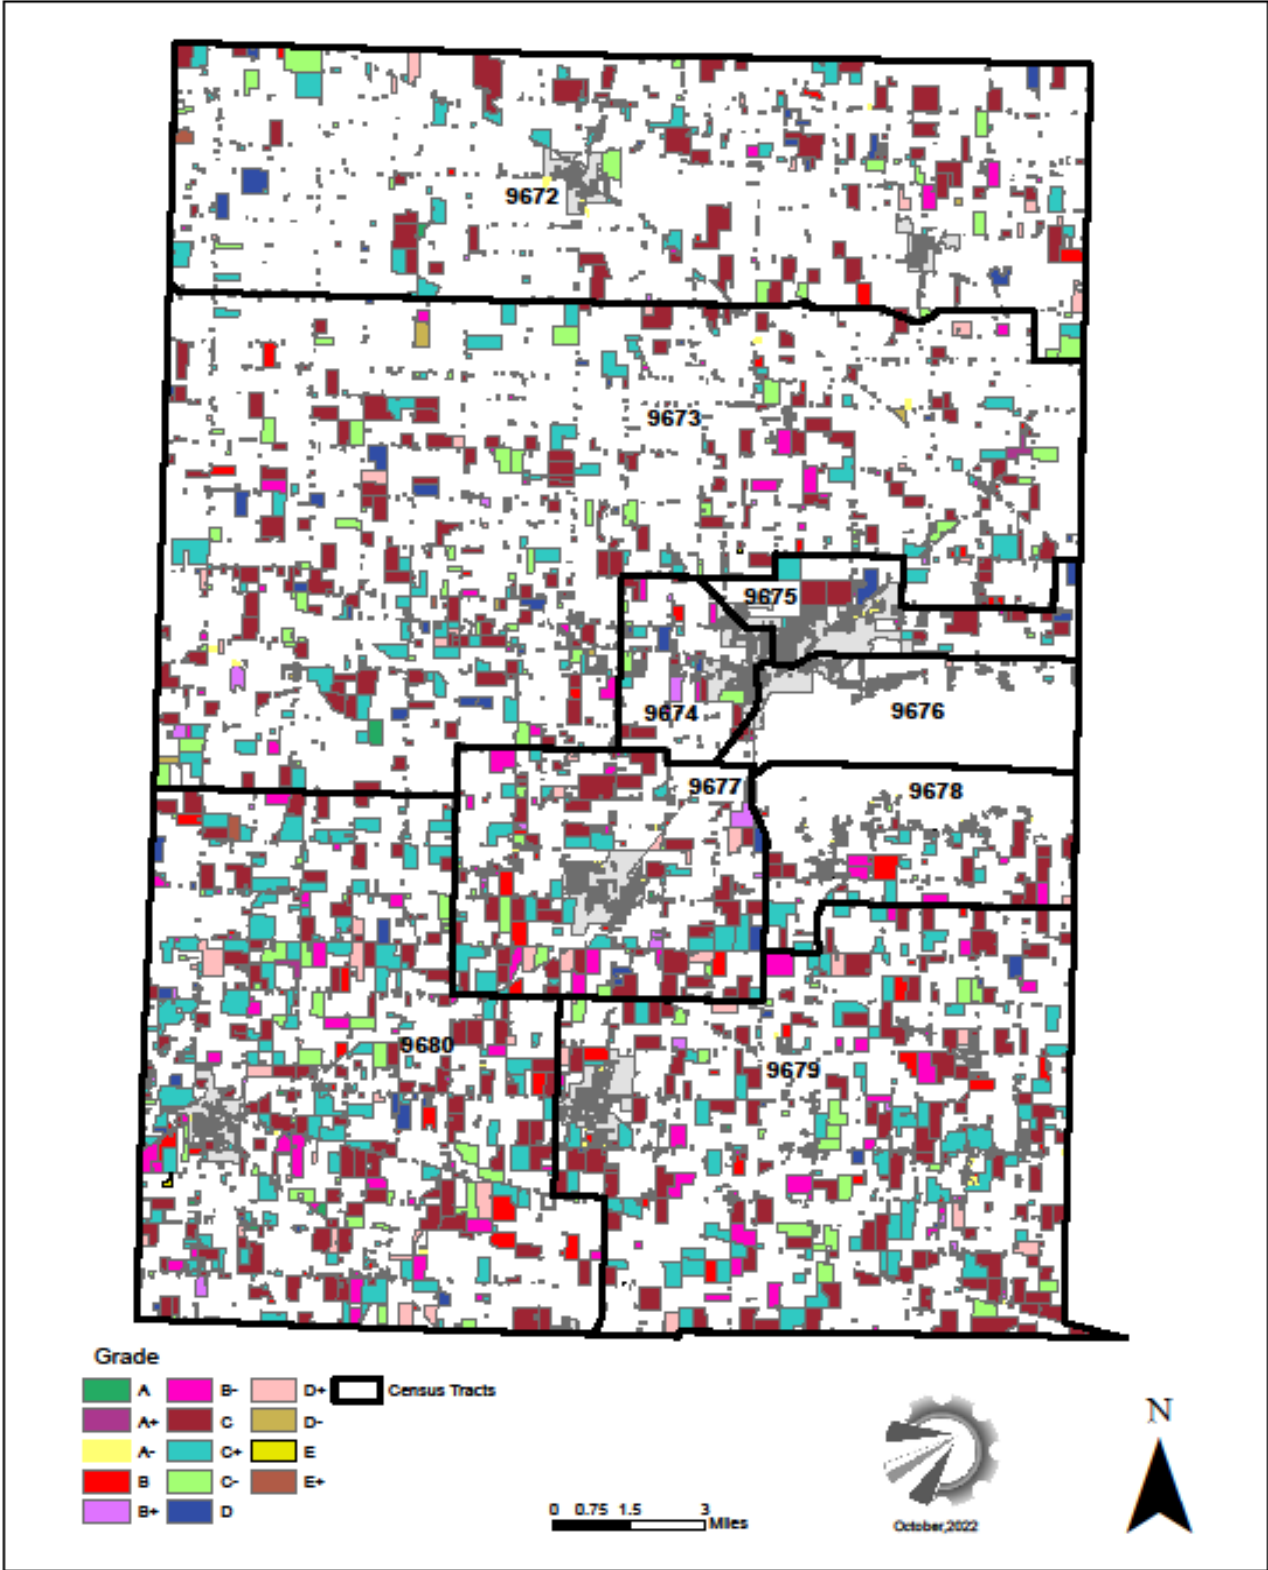 9672
9673
9675
9674
9676
9677
9678
9680
9679
Grade
A B- D+ Census Tracts
A+ C D-
A- C+ E
B C- E+
B+ D
0 0.75 1.5 3
Miles
October,2022
N